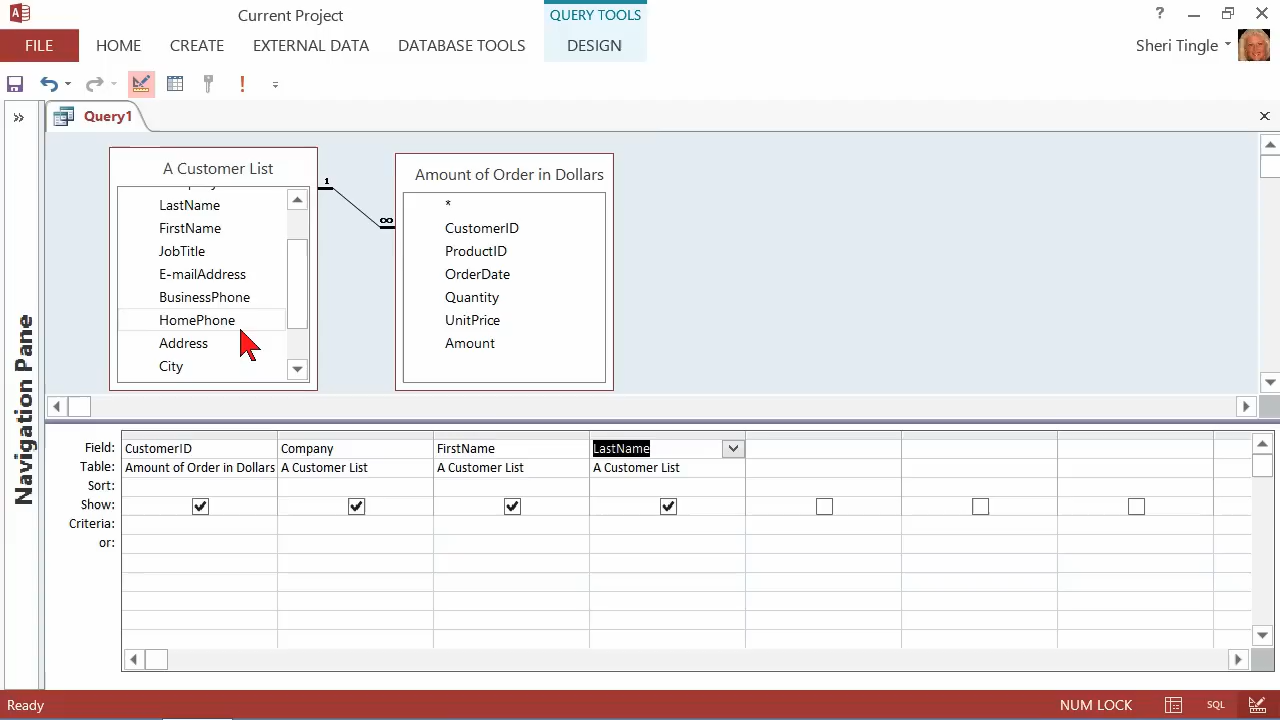 Current Project
QUERY TOOLS
?
FILE HOME CREATE EXTERNAL DATA DATABASE TOOLS DESIGN Sheri Tingle
Query1
Navigation Pane
A Customer List
LastName
FirstName
JobTitle
E-mailAddress
BusinessPhone
HomePhone
Address
City
1
∞
Amount of Order in Dollars
*
CustomerID
ProductID
OrderDate
Quantity
UnitPrice
Amount
Field: CustomerID Company FirstName LastName
Table: Amount of Order in Dollars A Customer List A Customer List A Customer List
Sort:
Show:
Criteria:
or:
Ready NUM LOCK SQL